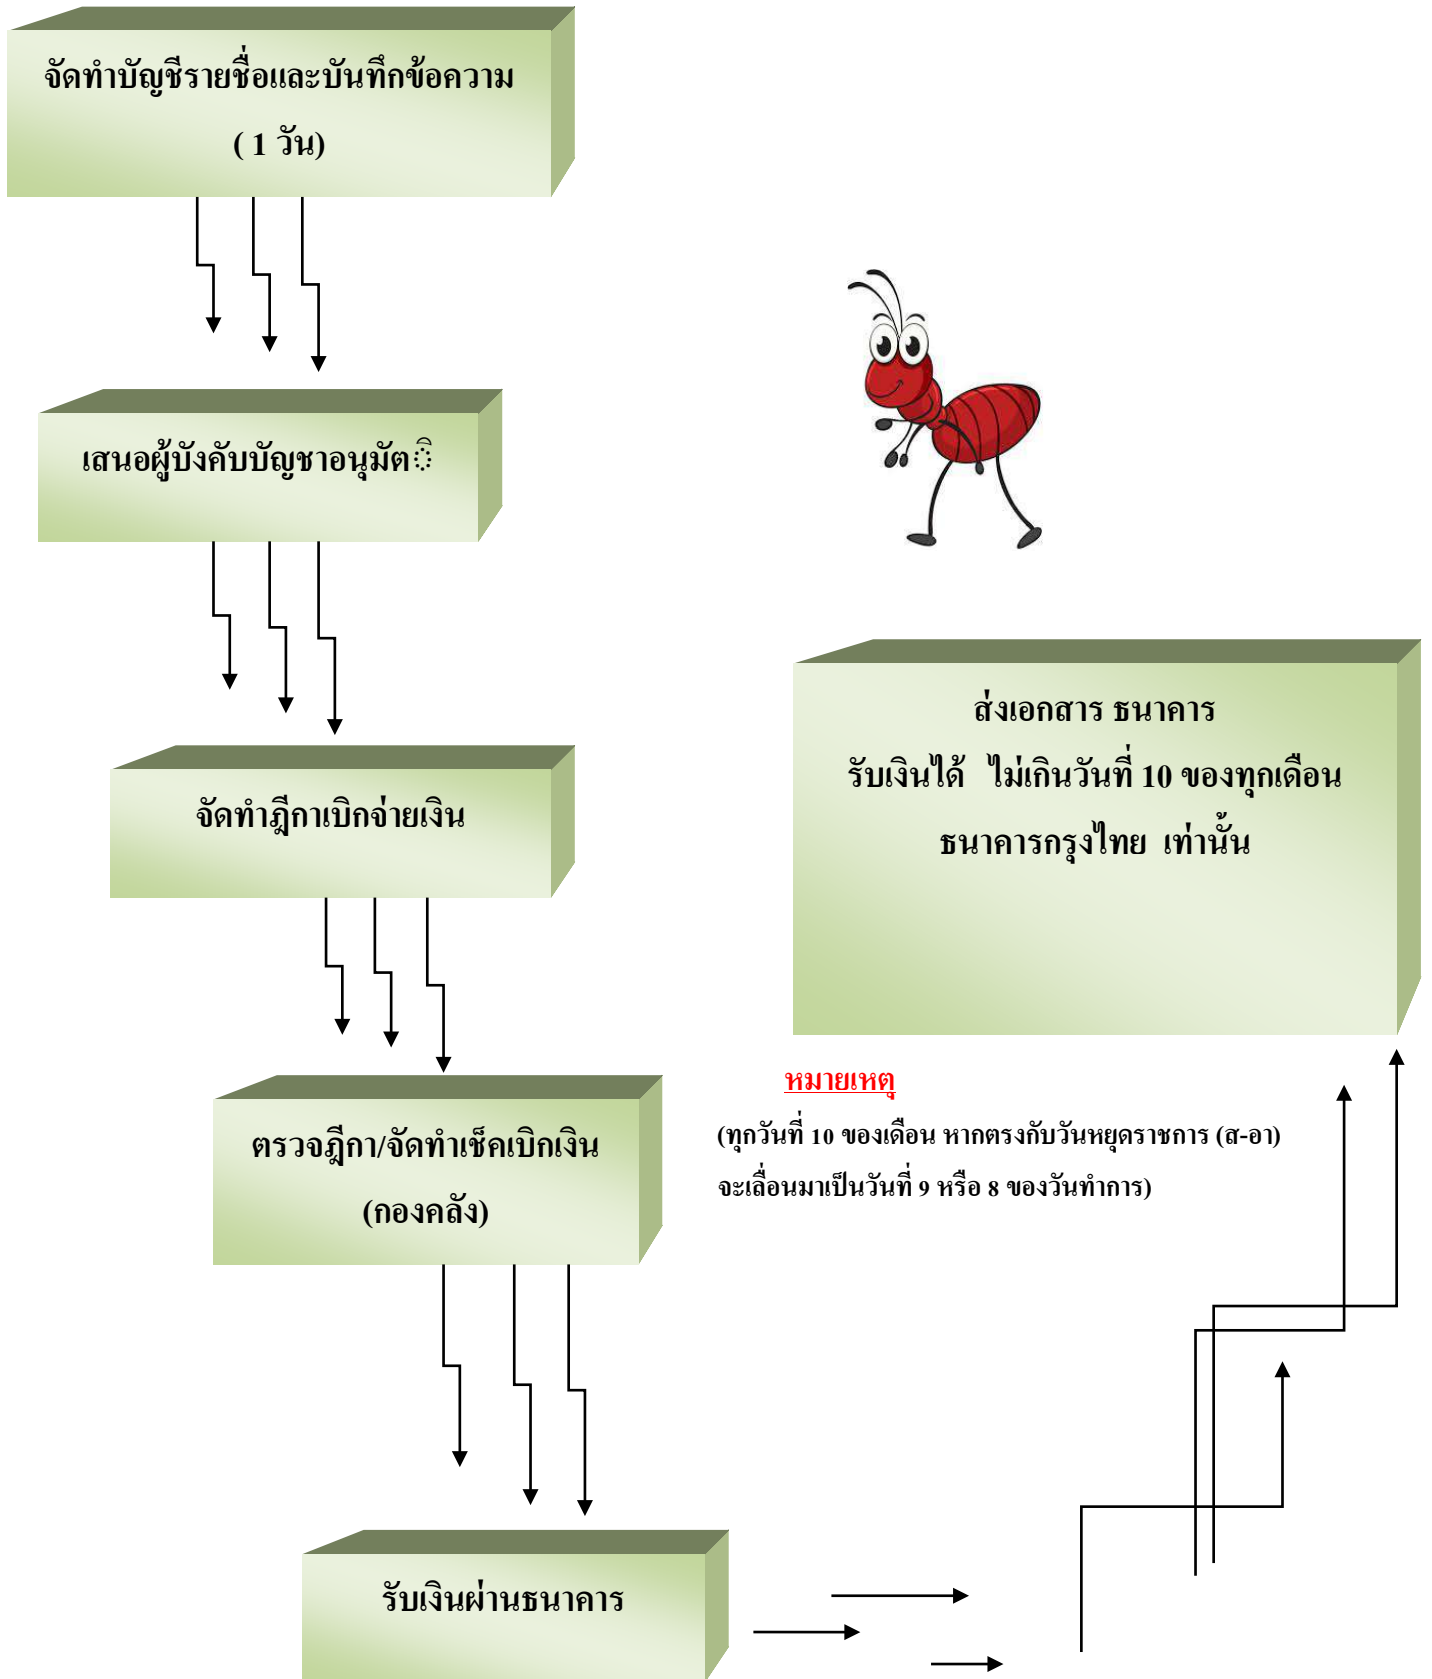 จัดทำบัญชีรายชื่อและบันทึกข้อความ
( 1 วัน)
เสนอผู้บังคับบัญชาอนุมัต ิ
จัดทำฎีกาเบิกจ่ายเงิน
ตรวจฎีกา/จัดทำเช็คเบิกเงิน
(กองคลัง)
รับเงินผ่านธนาคาร
ส่งเอกสาร ธนาคาร
รับเงินได้ ไม่เกินวันที่ 10 ของทุกเดือน
ธนาคารกรุงไทย เท่านั้น
หมายเหตุ
(ทุกวันที่ 10 ของเดือน หากตรงกับวันหยุดราชการ (ส-อา)
จะเลื่อนมาเป็นวันที่ 9 หรือ 8 ของวันทำการ)